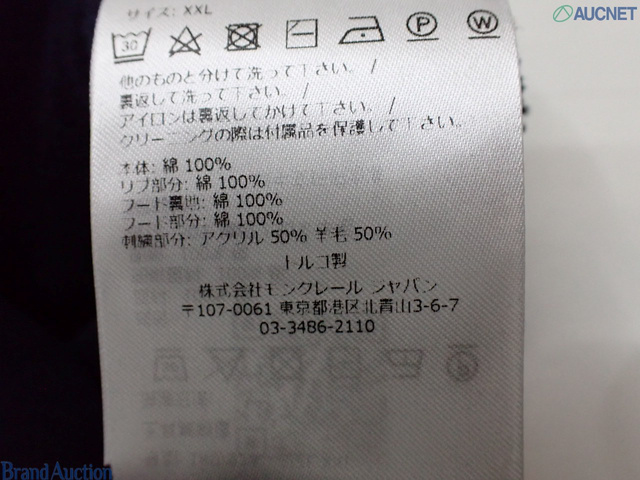 サイズ: XXL
AUCNET
30
P
W
他のものと分けて洗って下さい。 /
裏返して洗って下さい。 /
アイロンは裏返してかけて下さい。 /
クリーニングの際は付属品を保護して下さい。
本体: 綿 100%
リブ部分: 綿 100%
フード裏地: 綿 100%
フード部分: 綿 100%
刺繍部分: アクリル 50% 羊毛 50%
トルコ製
株式会社モンクレール ジャパン
〒107-0061 東京都港区北青山3-6-7
03-3486-2110
Brand Auction